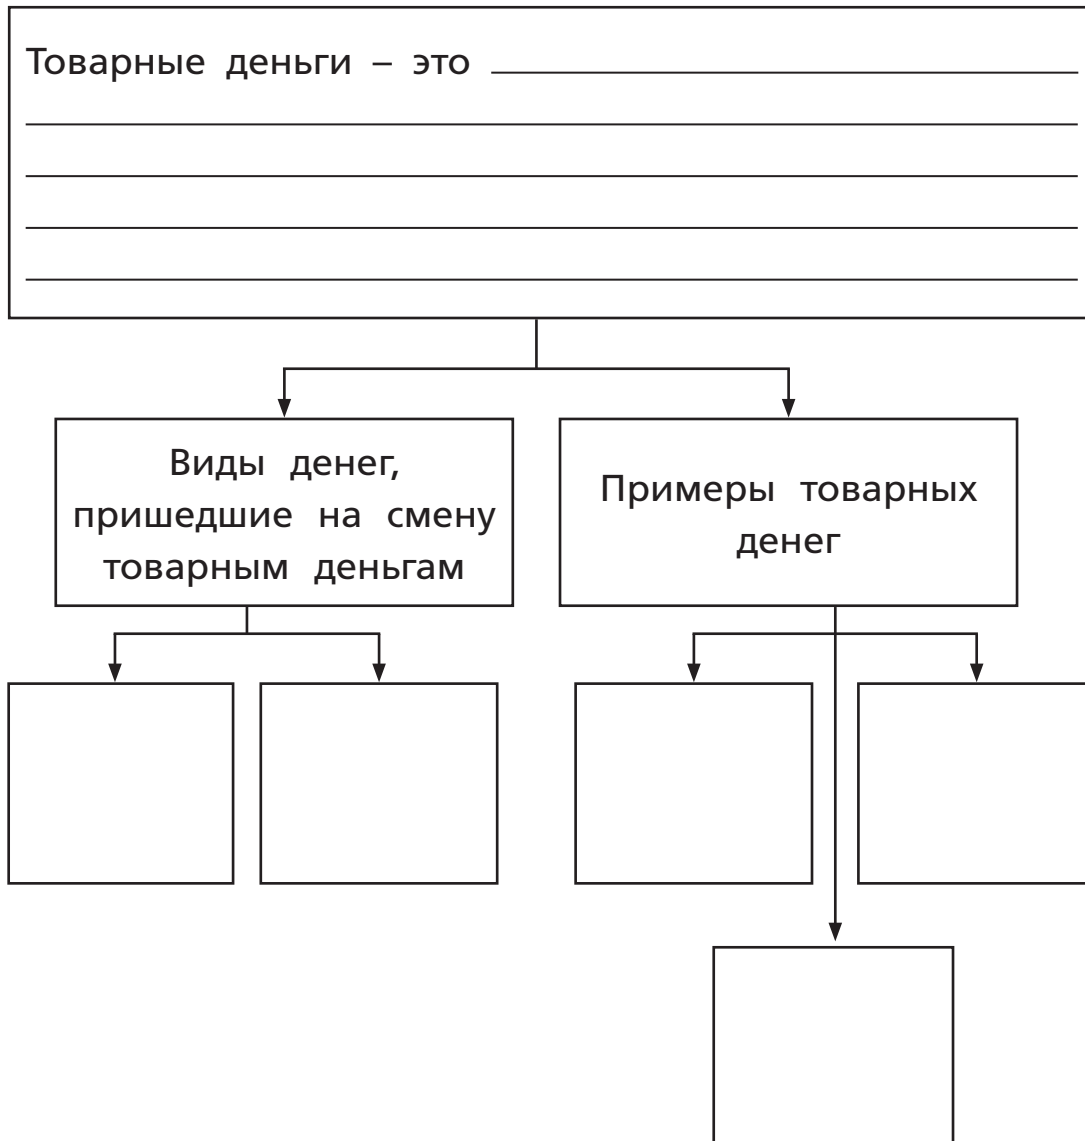 Товарные деньги – это
Виды денег,
пришедшие на смену
товарным деньгам
Примеры товарных
денег